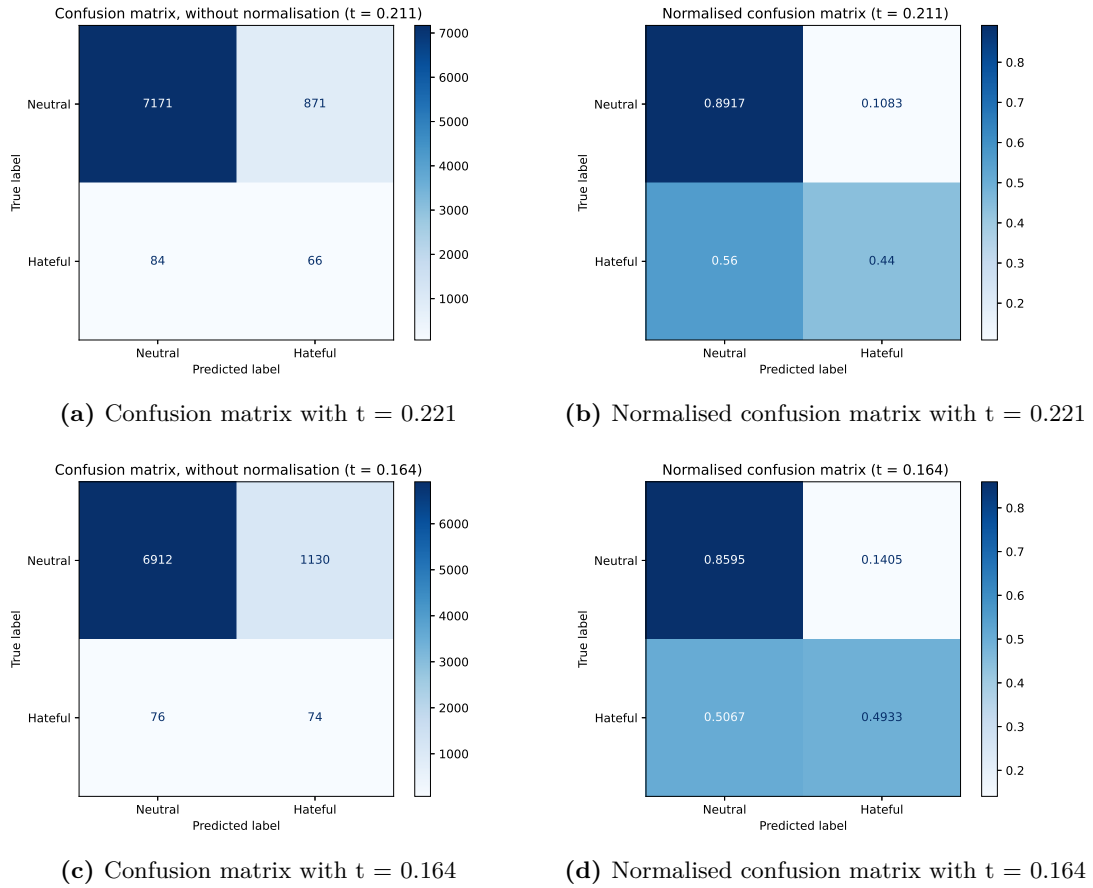 Confusion matrix, without normalisation (t = 0.211)
Neutral
Hateful
True label
7171
871
84
66
Neutral
Hateful
Predicted label
7000
6000
5000
4000
3000
2000
1000
(a) Confusion matrix with t = 0.221
Normalised confusion matrix (t = 0.211)
Neutral
Hateful
True label
0.8917
0.1083
0.56
0.44
Neutral
Hateful
Predicted label
0.8
0.7
0.6
0.5
0.4
0.3
0.2
(b) Normalised confusion matrix with t = 0.221
Confusion matrix, without normalisation (t = 0.164)
Neutral
Hateful
True label
6912
1130
76
74
Neutral
Hateful
Predicted label
6000
5000
4000
3000
2000
1000
(c) Confusion matrix with t = 0.164
Normalised confusion matrix (t = 0.164)
Neutral
Hateful
True label
0.8595
0.1405
0.5067
0.4933
Neutral
Hateful
Predicted label
0.8
0.7
0.6
0.5
0.4
0.3
0.2
(d) Normalised confusion matrix with t = 0.164